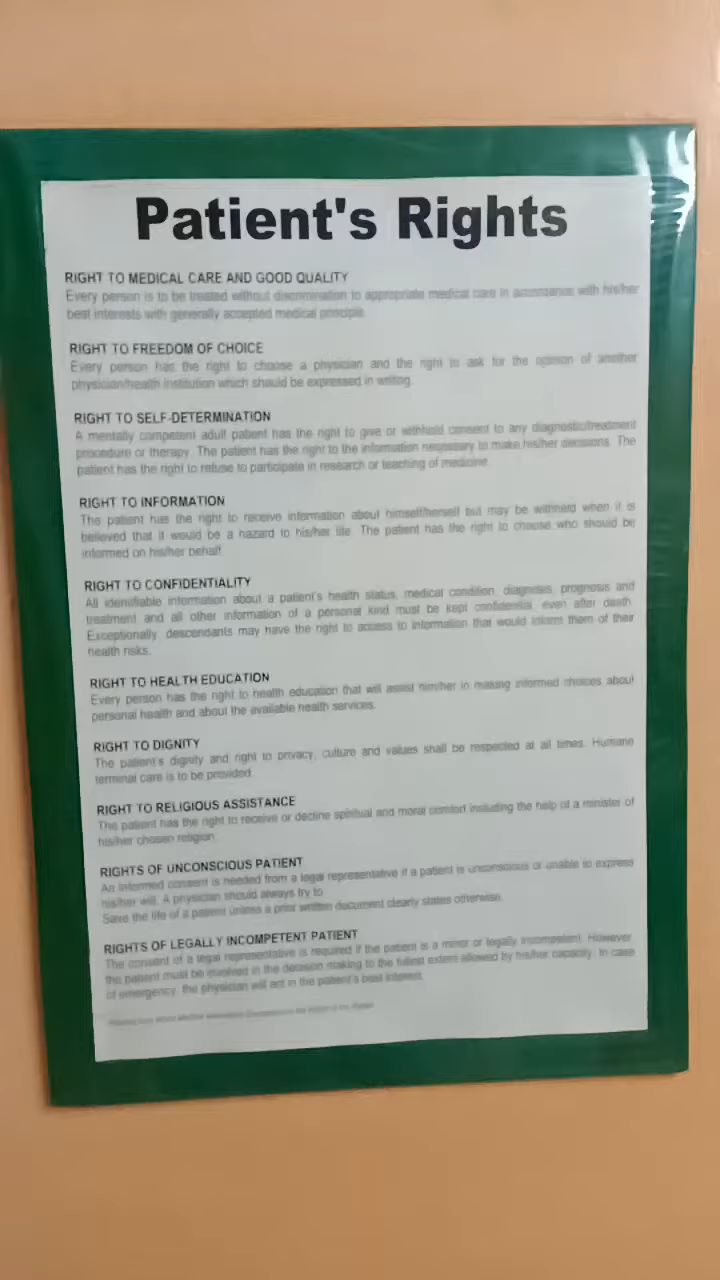 Patient's Rights
RIGHT TO MEDICAL CARE AND GOOD QUALITY
Every person is to be treated without discrimination to appropriate medical care in accordance with his/her
best interests with generally accepted medical principle.
RIGHT TO FREEDOM OF CHOICE
Every person has the right to choose a physician and the right to ask for the opinion of another
physician/health institution which should be expressed in writing.
RIGHT TO SELF-DETERMINATION
A mentally competent adult patient has the right to give or withhold consent to any diagnostic/treatment
procedure or therapy. The patient has the right to the information necessary to make his/her decisions. The
patient has the right to refuse to participate in research or teaching of medicine.
RIGHT TO INFORMATION
The patient has the right to receive information about himself/herself but may be withheld when it is
believed that it would be a hazard to his/her life. The patient has the right to choose who should be
informed on his/her behalf.
RIGHT TO CONFIDENTIALITY
All identifiable information about a patient's health status, medical condition, diagnosis, prognosis and
treatment and all other information of a personal kind must be kept confidential, even after death.
Exceptionally, descendants may have the right to access to information that would inform them of their
health risks.
RIGHT TO HEALTH EDUCATION
Every person has the right to health education that will assist him/her in making informed choices about
personal health and about the available health services.
RIGHT TO DIGNITY
The patient's dignity and right to privacy, culture and values shall be respected at all times. Humane
terminal care is to be provided.
RIGHT TO RELIGIOUS ASSISTANCE
The patient has the right to receive or decline spiritual and moral comfort including the help of a minister of
his/her chosen religion.
RIGHTS OF UNCONSCIOUS PATIENT
An informed consent is needed from a legal representative if a patient is unconscious or unable to express
his/her will. A physician should always try to
Save the life of a patient unless a prior written document clearly states otherwise.
RIGHTS OF LEGALLY INCOMPETENT PATIENT
The consent of a legal representative is required if the patient is a minor or legally incompetent. However
the patient must be involved in the decision making to the fullest extent allowed by his/her capacity. In case
of emergency, the physician will act in the patient's best interest.